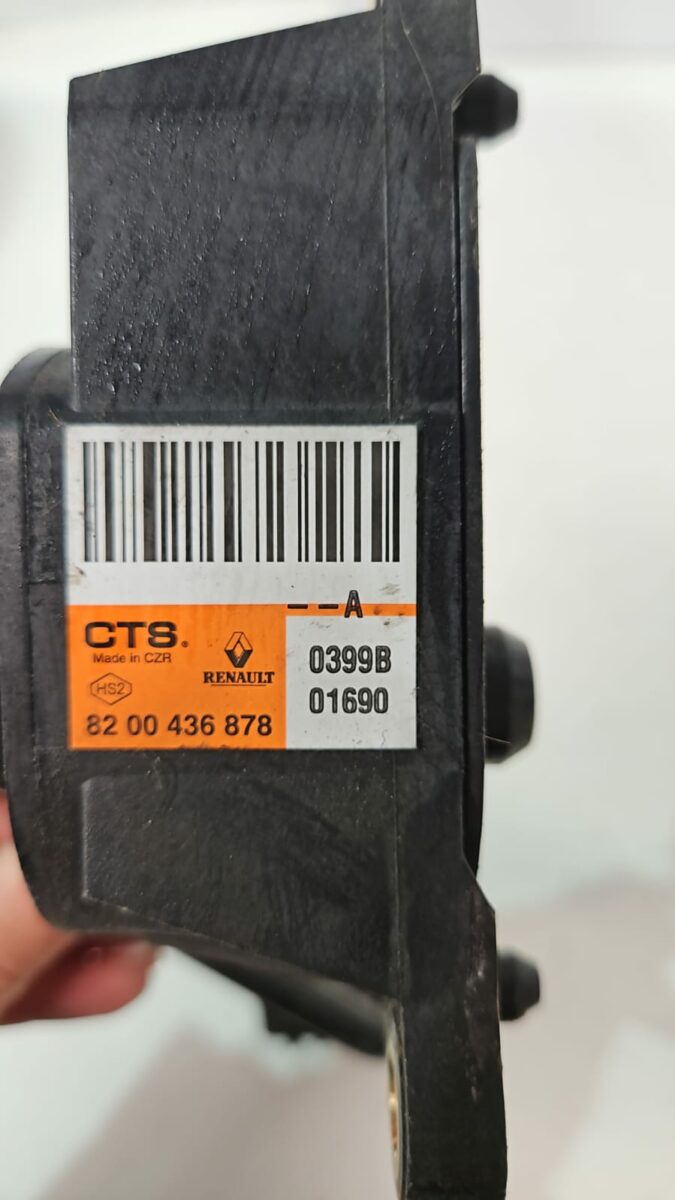 --A
CTS®
Made in CZR
HS2
RENAULT
82 00 436 878
0399B
01690